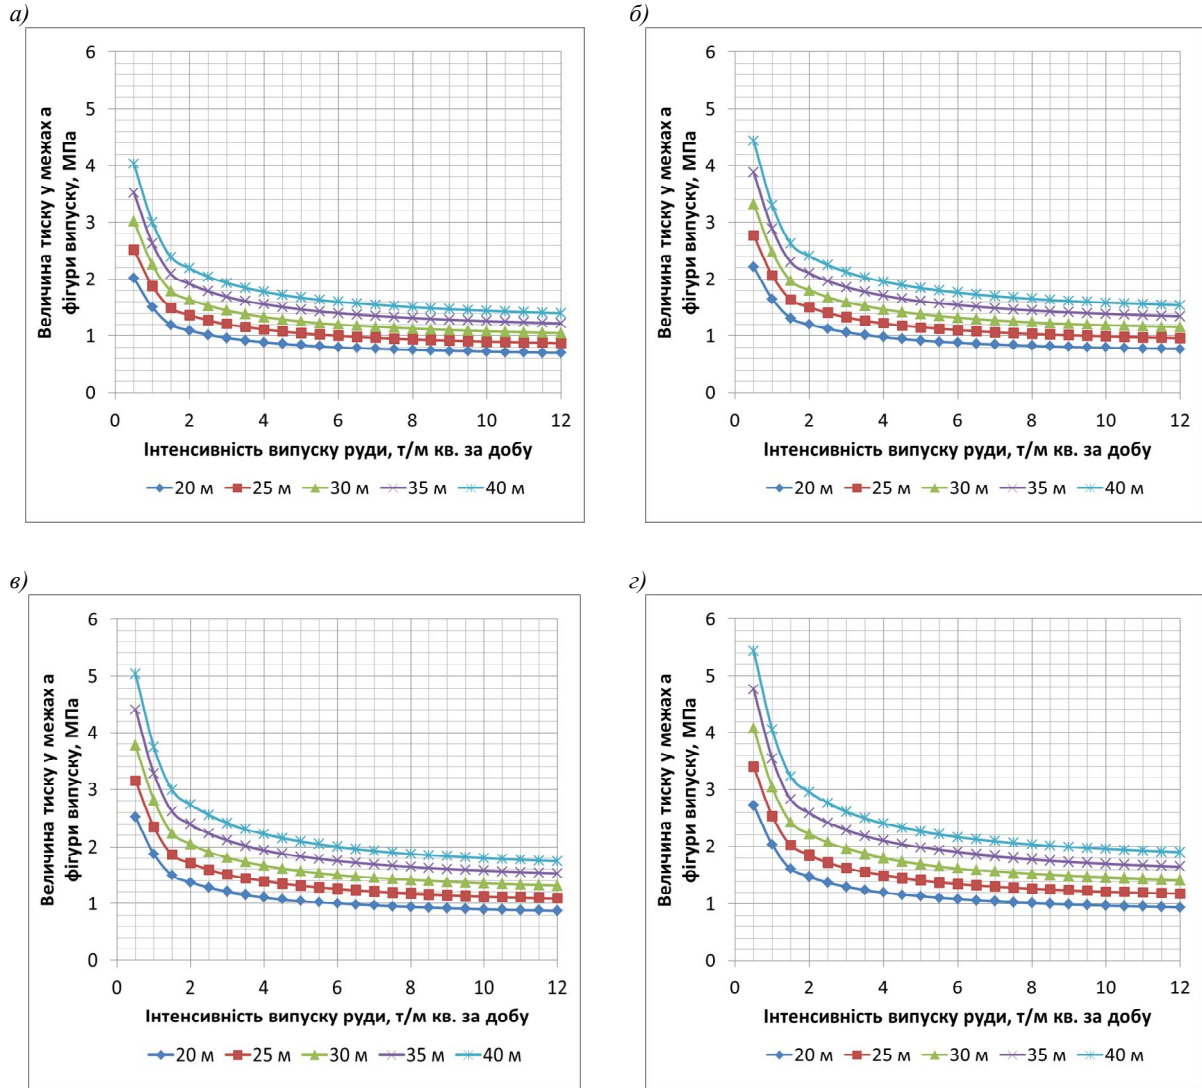 а)
6
5
4
3
2
1
0
Величина тиску у межах а
фігури випуску, МПа
0 2 4 6 8 10 12
Інтенсивність випуску руди, т/м кв. за добу
20 м 25 м 30 м 35 м 40 м
б)
6
5
4
3
2
1
0
Величина тиску у межах а
фігури випуску, МПа
0 2 4 6 8 10 12
Інтенсивність випуску руди, т/м кв. за добу
20 м 25 м 30 м 35 м 40 м
в)
6
5
4
3
2
1
0
Величина тиску у межах а
фігури випуску, МПа
0 2 4 6 8 10 12
Інтенсивність випуску руди, т/м кв. за добу
20 м 25 м 30 м 35 м 40 м
г)
6
5
4
3
2
1
0
Величина тиску у межах а
фігури випуску, МПа
0 2 4 6 8 10 12
Інтенсивність випуску руди, т/м кв. за добу
20 м 25 м 30 м 35 м 40 м